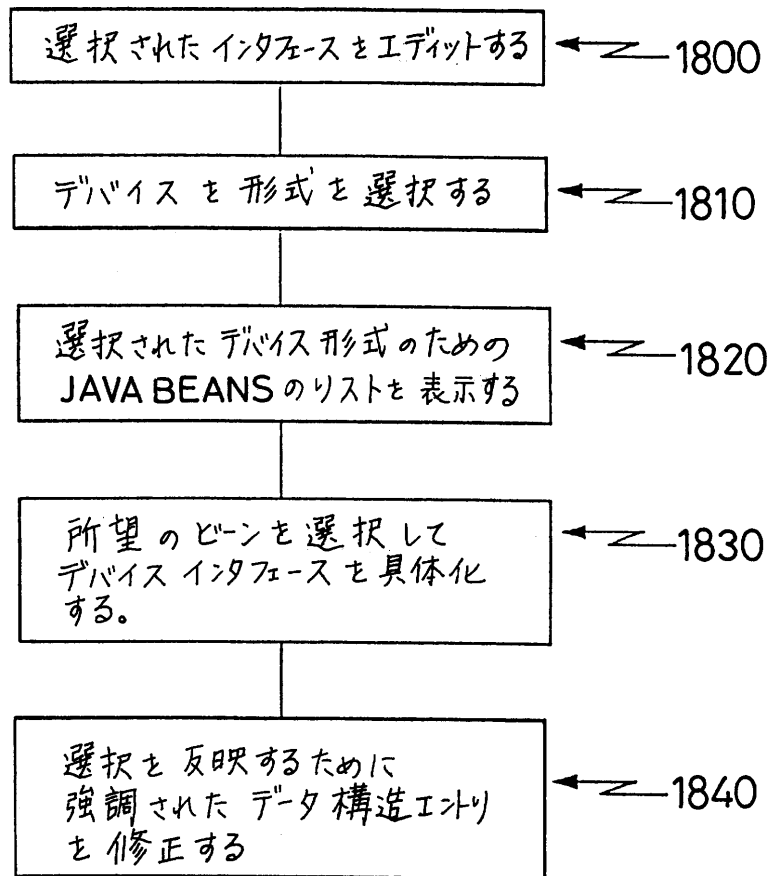 選択されたインタフェースをエディットする
1800
デバイスを形式を選択する
1810
選択されたデバイス形式のための
JAVA BEANSのリストを表示する
1820
所望のビーンを選択して
デバイスインタフェースを具体化
する。
1830
選択を反映するために
強調されたデータ構造エントリ
を修正する
1840